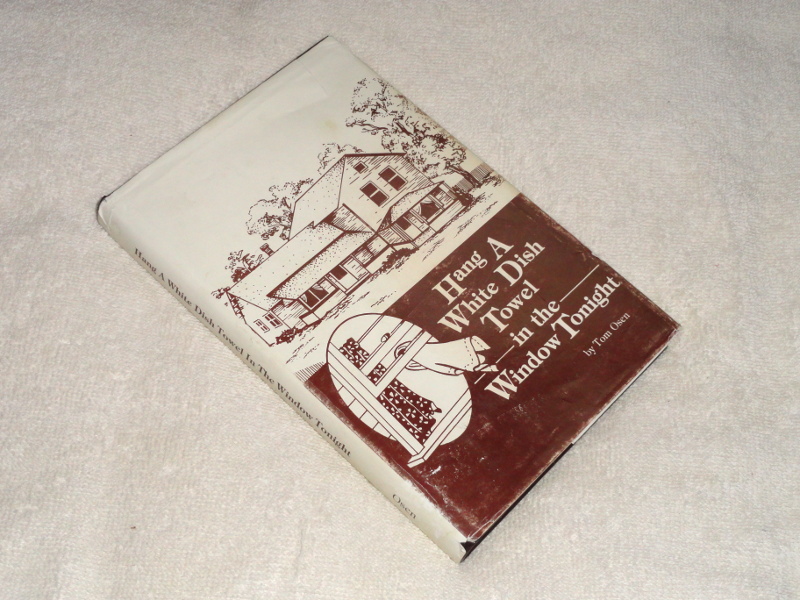 Hang A
White Dish
Towel
in the
Window Tonight
by Tom Osen
Hang A White Dish Towel In The Window Tonight
Osen